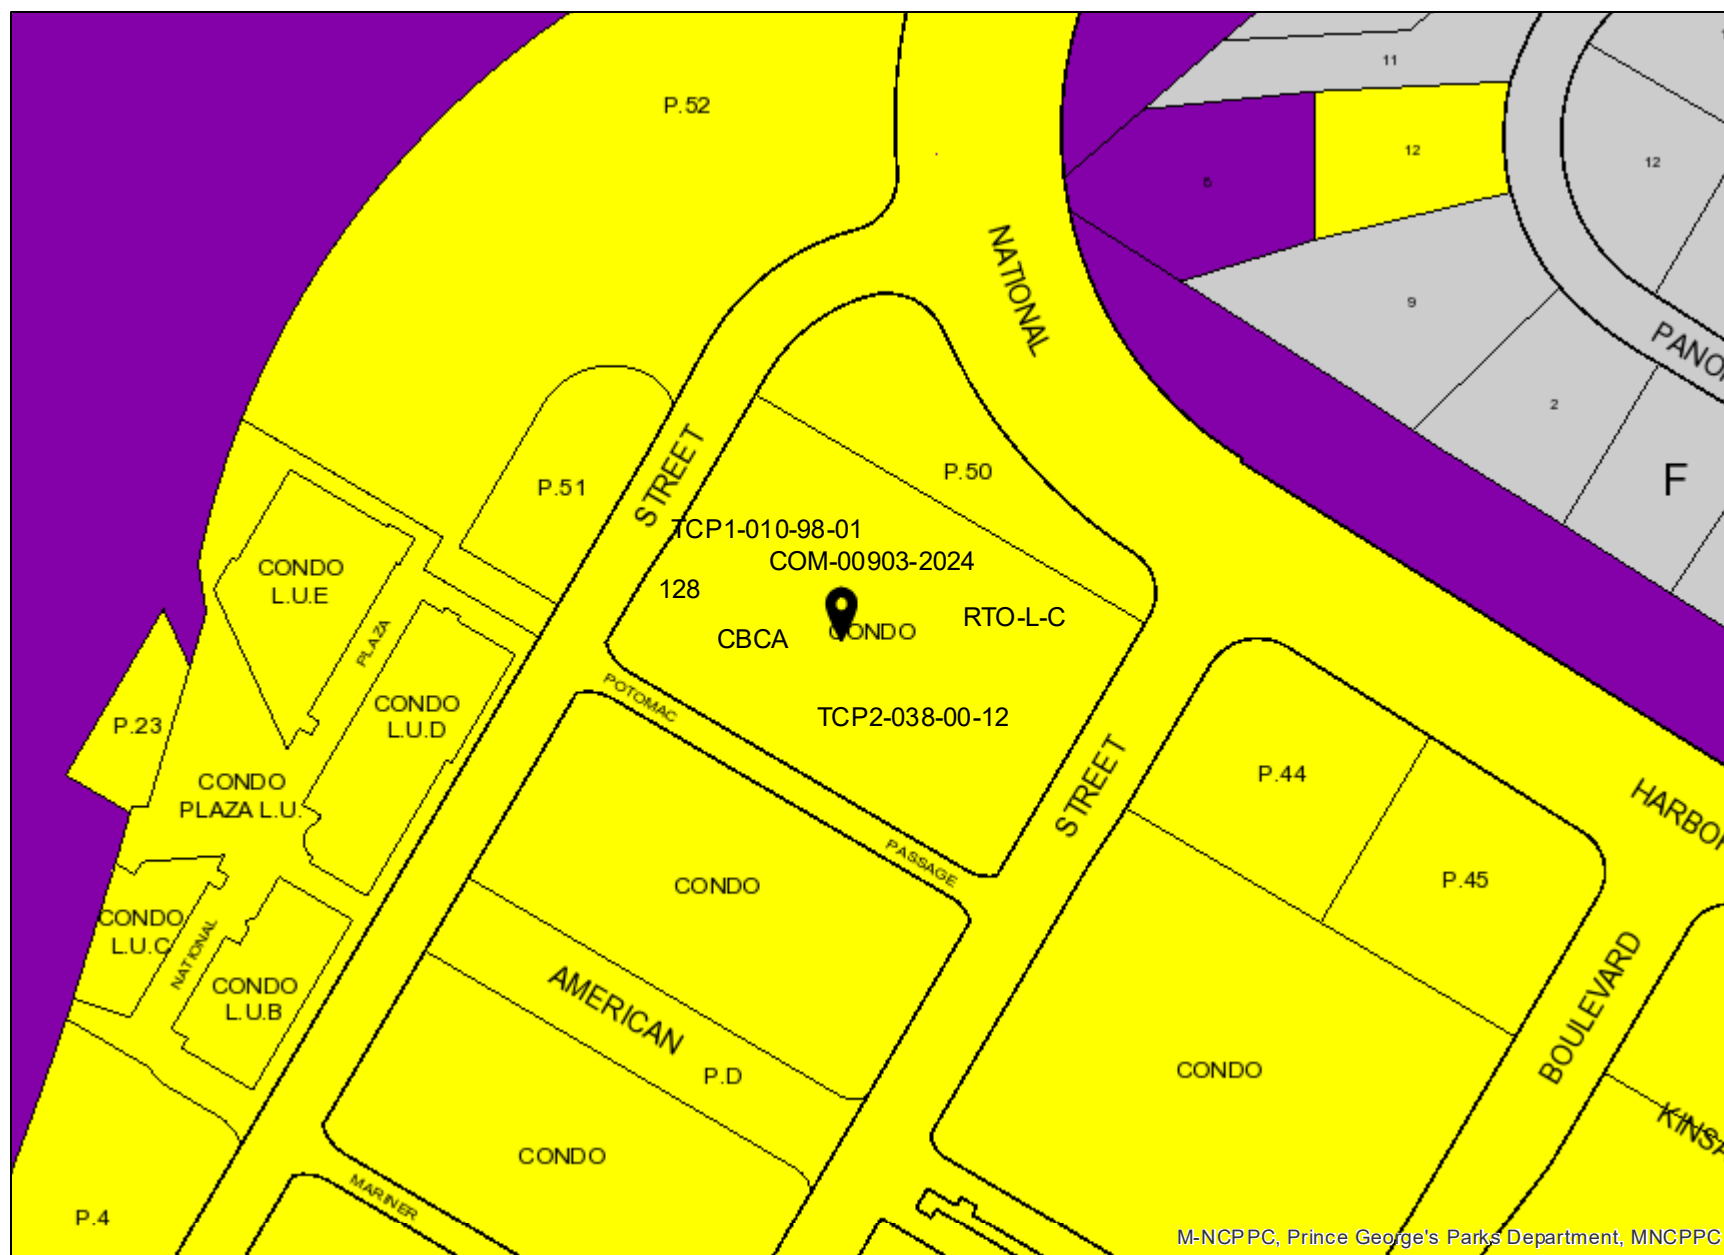 11
P.52
12
12
6
NATIONAL
9
PANO
2
STREET
P.50
F
P.51
TCP1-010-98-01
COM-00903-2024
CONDO
L.U.E
128
RTO-L-C
CBCA
CONDO
PLAZA
POTOMAC
CONDO
L.U.D
TCP2-038-00-12
P.23
STREET
P.44
CONDO
PLAZA L.U.
HARBOR
PASSAGE
CONDO
P.45
CONDO
L.U.C
NATIONAL
CONDO
L.U.B
AMERICAN
BOULEVARD
P.D
CONDO
KINSA
CONDO
MARINER
P.4
M-NCPPC, Prince George's Parks Department, MNCPPC